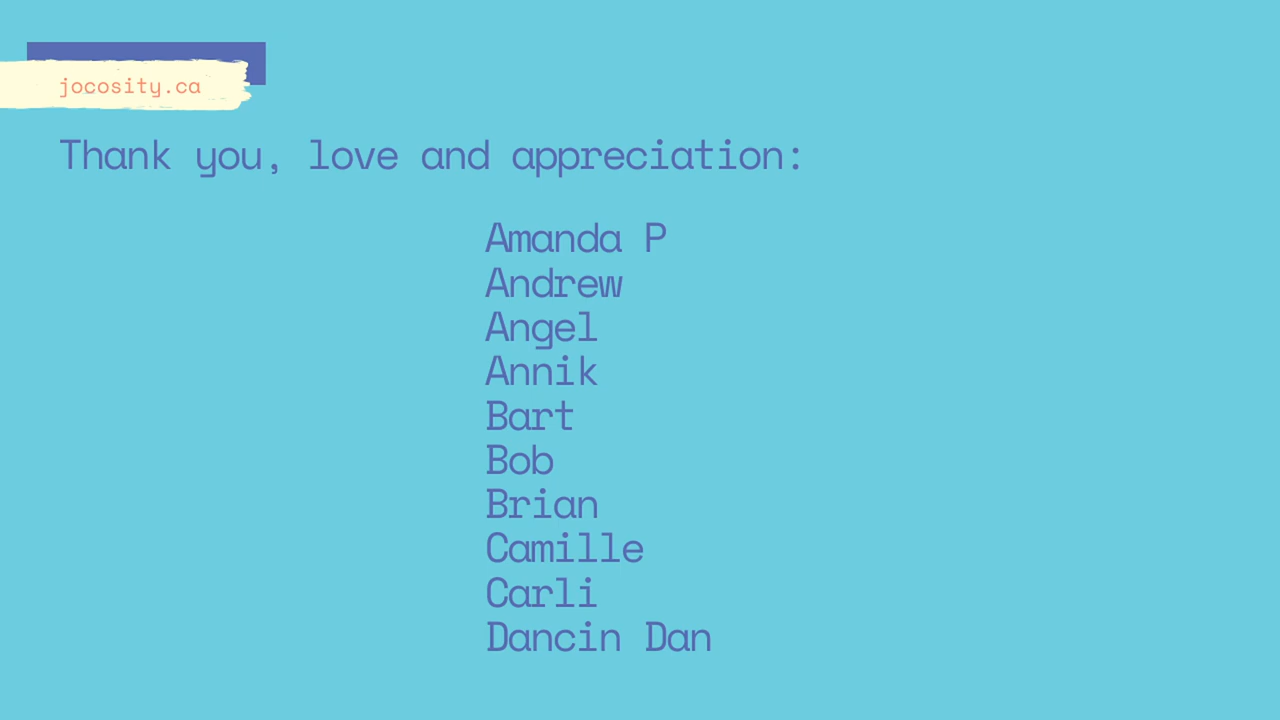 jocosity.ca
Thank you, love and appreciation:
Amanda P
Andrew
Angel
Annik
Bart
Bob
Brian
Camille
Carli
Dancin Dan